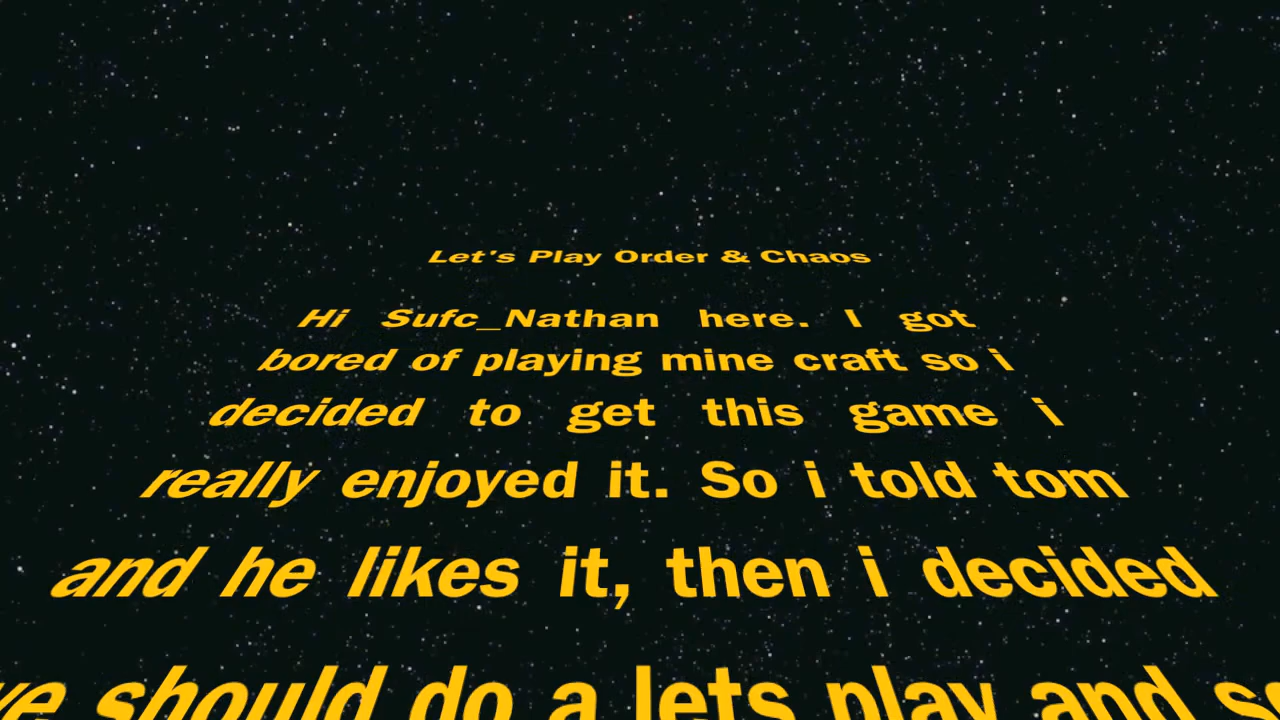 Let's Play Order & Chaos
Hi Sufc_Nathan here. I got
bored of playing mine craft so i
decided to get this game i
really enjoyed it. So i told tom
and he likes it, then i decided
should do a lets play and